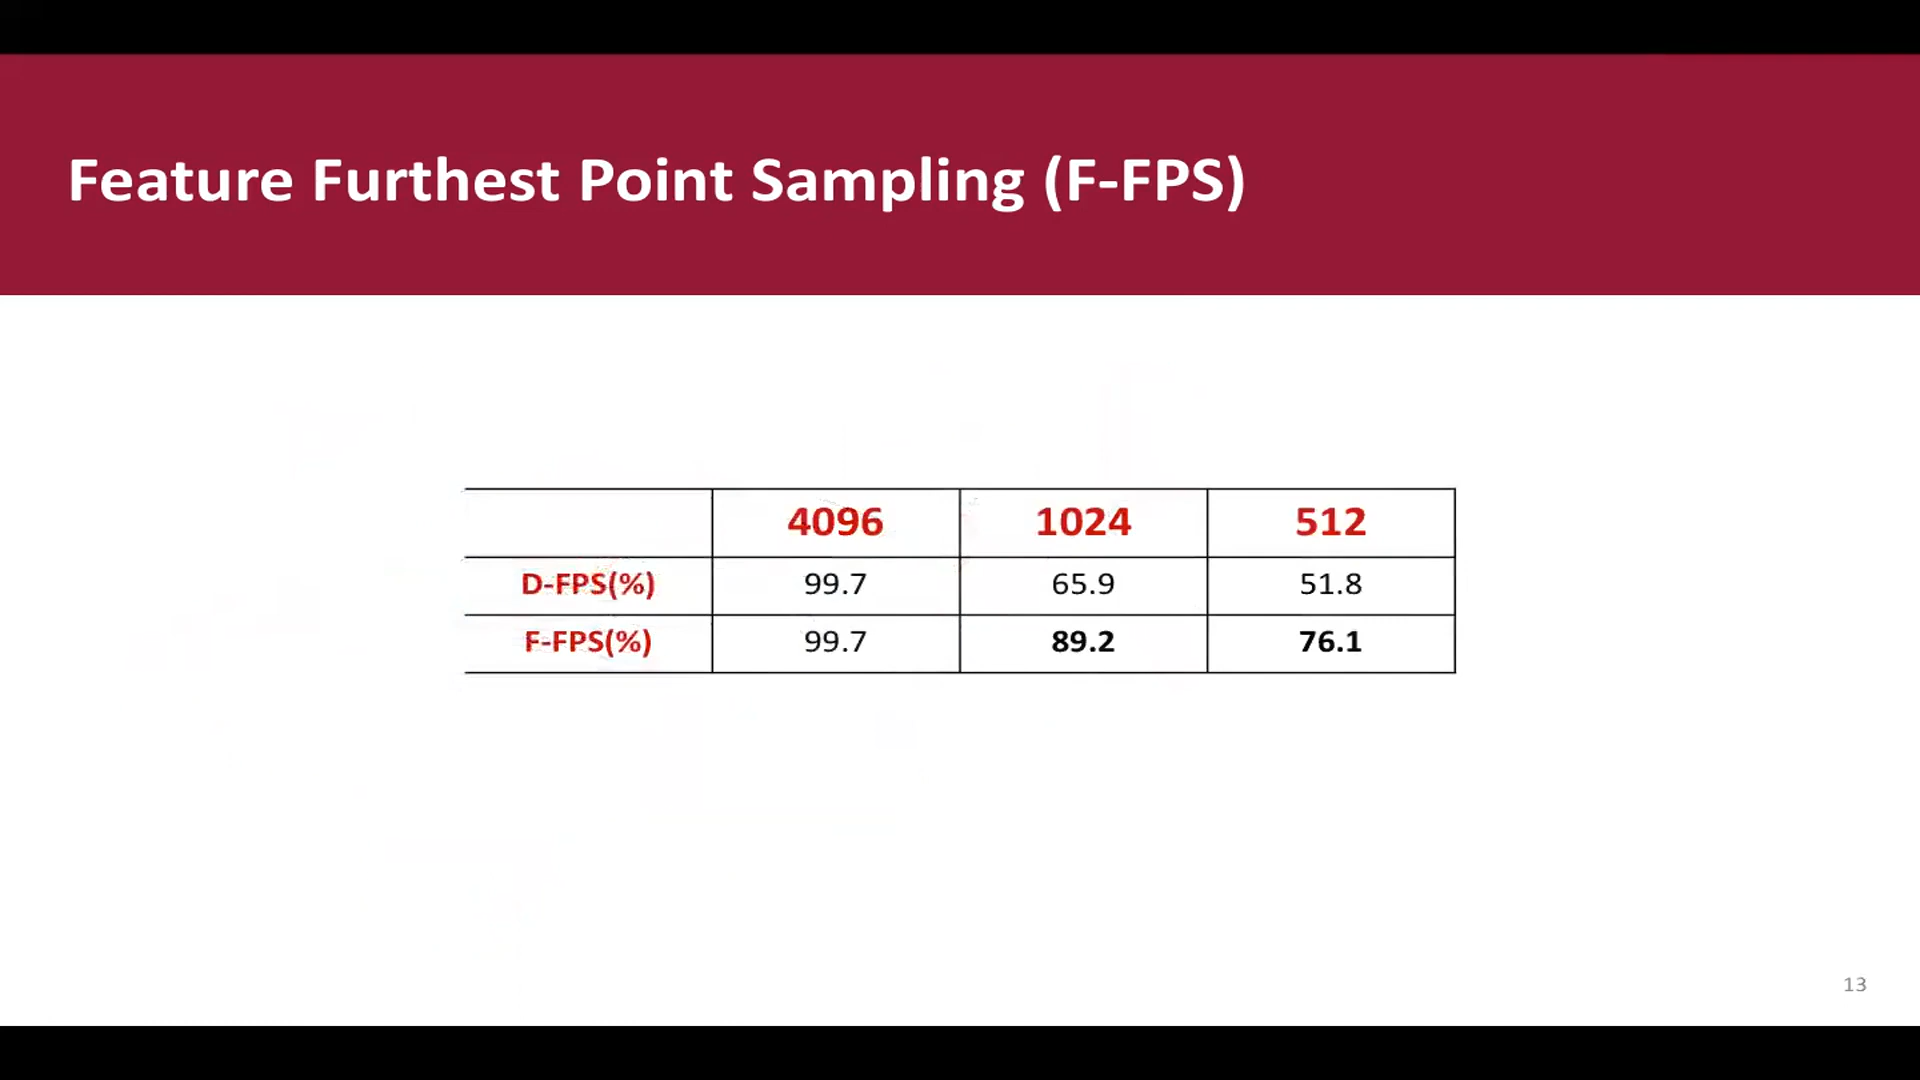 Feature Furthest Point Sampling (F-FPS)
4096 1024 512
D-FPS(%) 99.7 65.9 51.8
F-FPS(%) 99.7 89.2 76.1
13